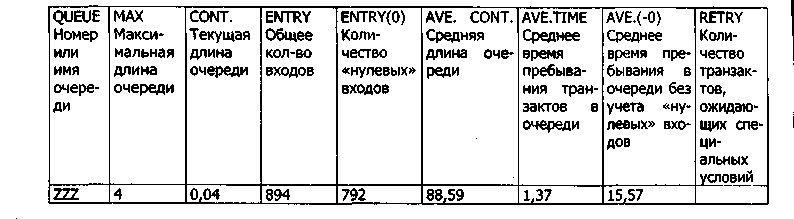 QUEUE MAX CONT. ENTRY ENTRY(0) AVE. CONT. AVE.TIME AVE.(-0) RETRY
Номер Макси- Текущая Общее Коли- Средняя Среднее Среднее Коли-
или мальная длина кол-во чество длина оче- время время пре- чество
имя длина очереди входов «нулевых» реди пребыва- бывания в транзак-
очере- очереди входов ния тран- очереди без тов,
ди зактов в учета «ну- ожидаю-
очереди левых» вхо- щих спе-
дов ци-
альных
условий
ZZZ 4 0,04 894 792 88,59 1,37 15,57